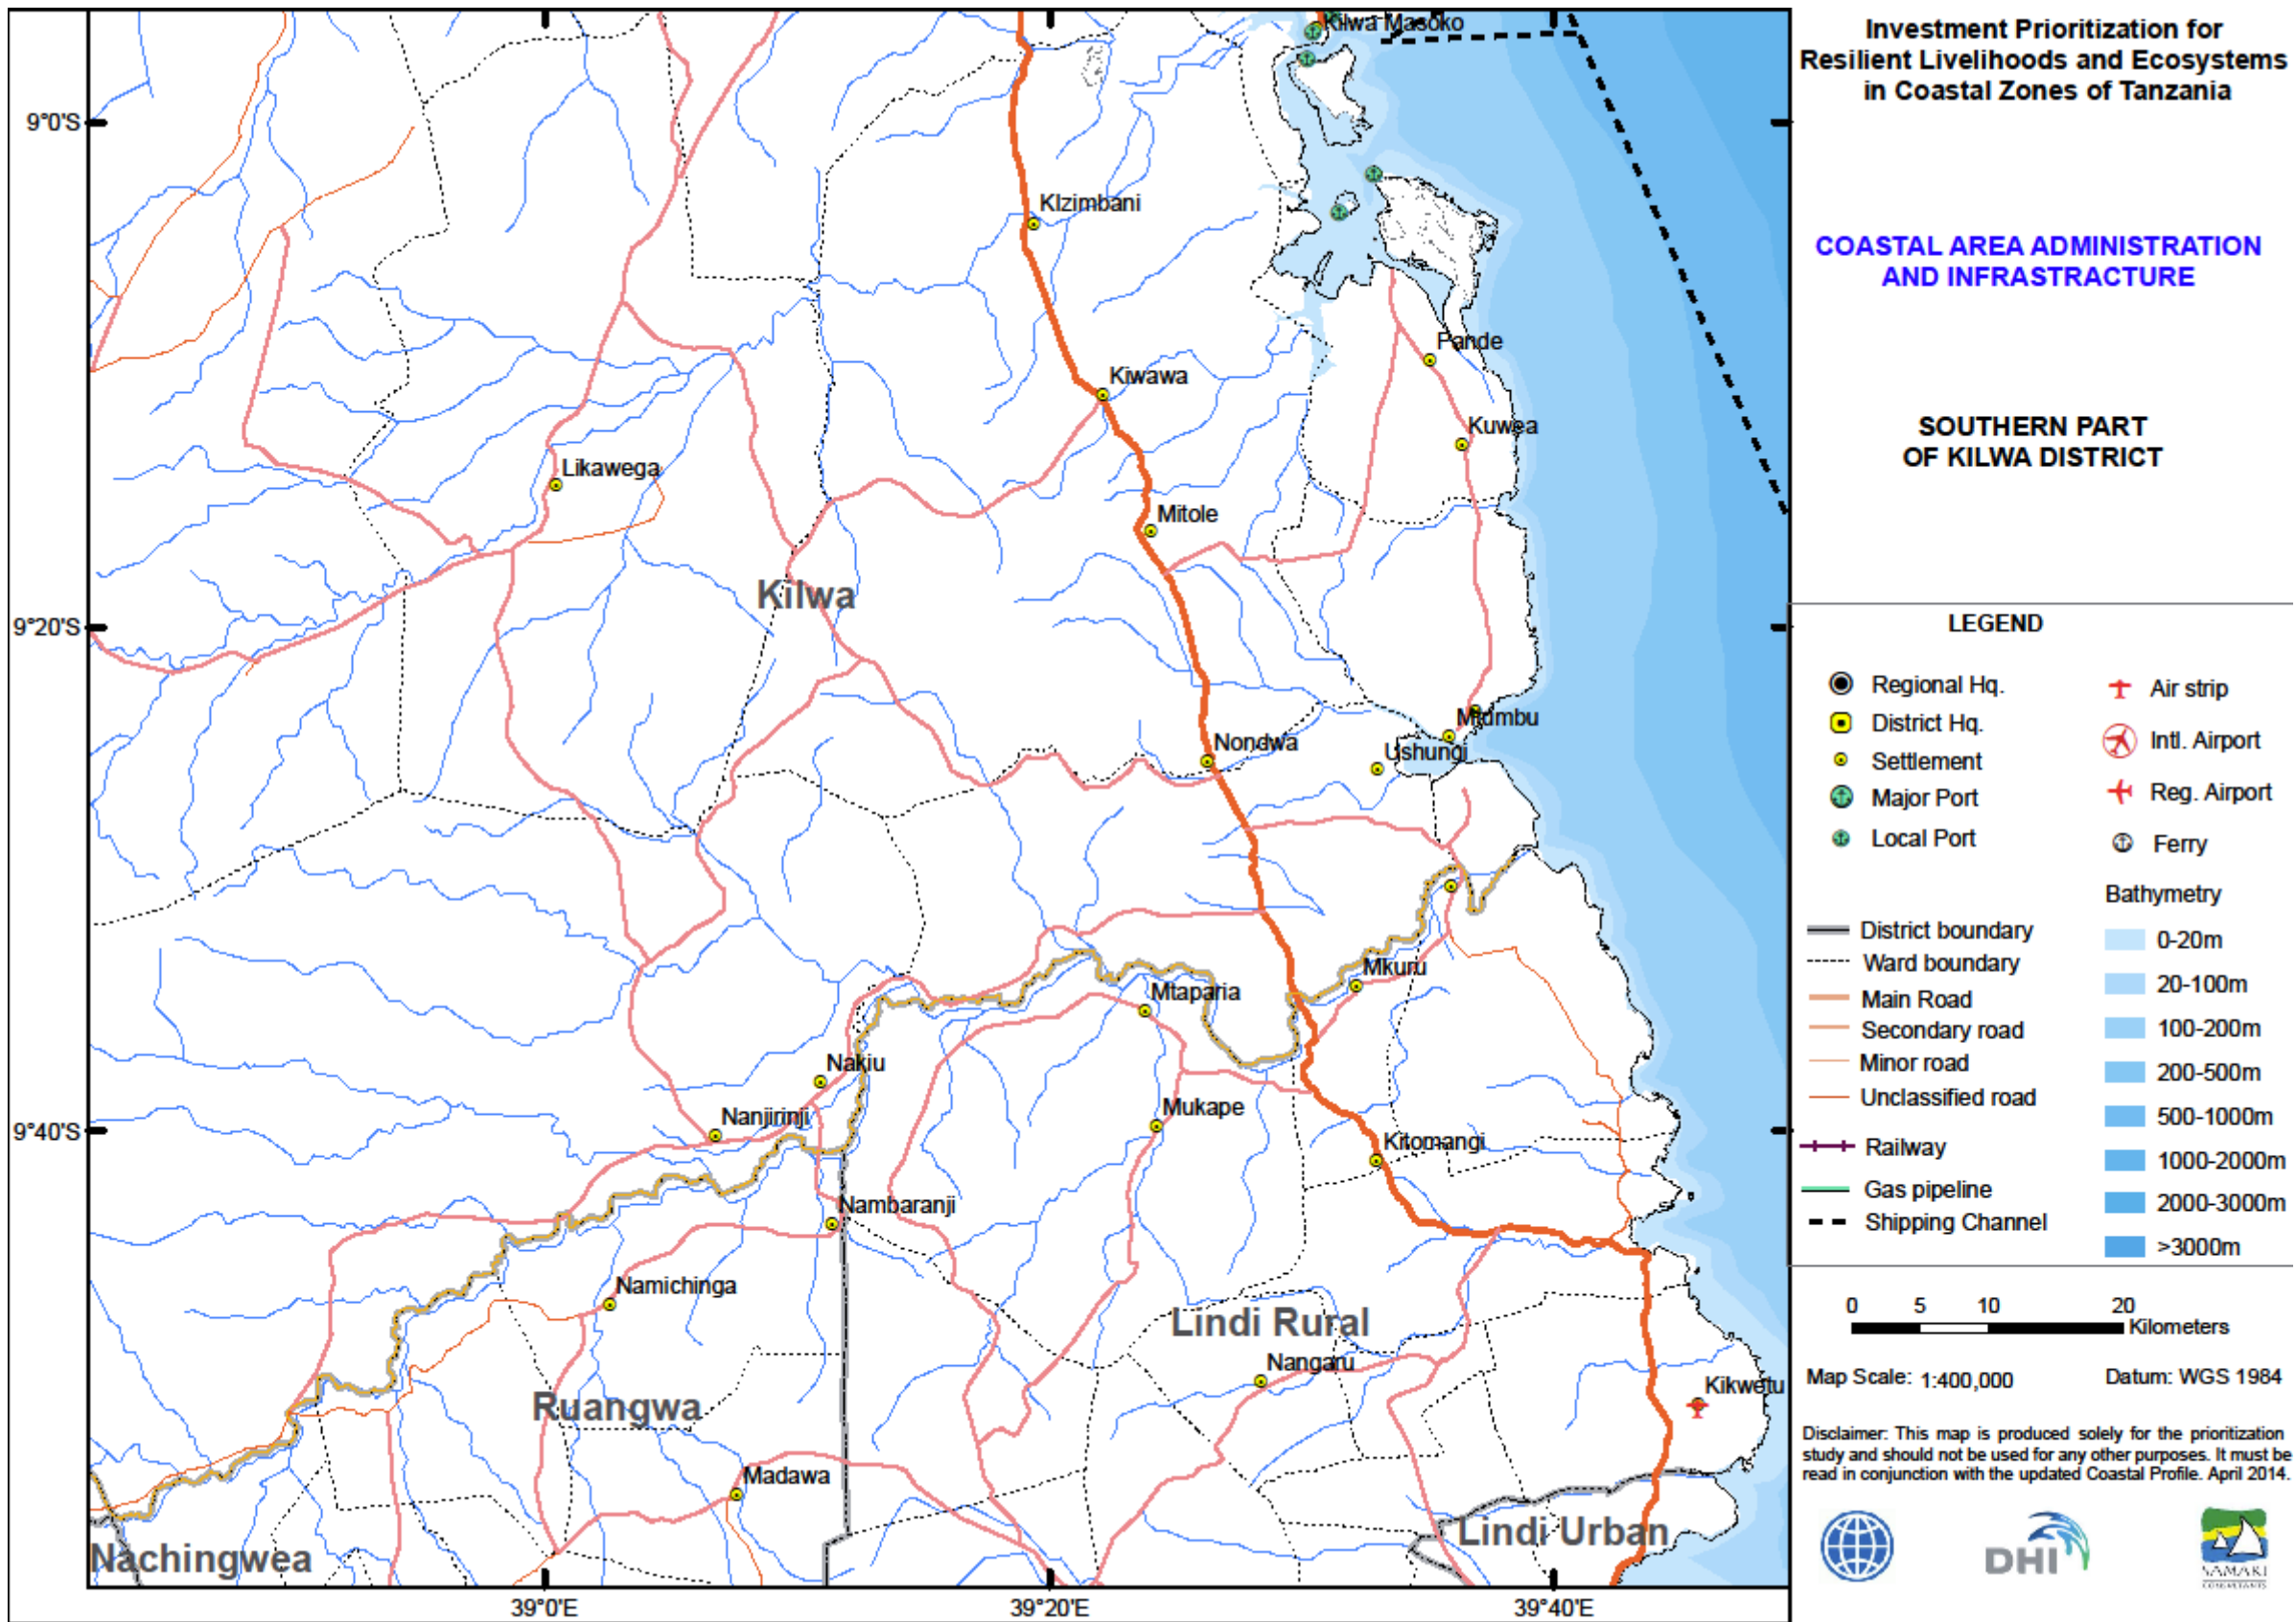 Investment Prioritization for
Resilient Livelihoods and Ecosystems
in Coastal Zones of Tanzania
COASTAL AREA ADMINISTRATION
AND INFRASTRACTURE
SOUTHERN PART
OF KILWA DISTRICT
LEGEND
Regional Hq.
District Hq.
Settlement
Major Port
Local Port
Air strip
Intl. Airport
Reg. Airport
Ferry
Bathymetry
District boundary
Ward boundary
Main Road
Secondary road
Minor road
Unclassified road
Railway
Gas pipeline
Shipping Channel
0-20m
20-100m
100-200m
200-500m
500-1000m
1000-2000m
2000-3000m
>3000m
0 5 10 20
Kilometers
Map Scale: 1:400,000 Datum: WGS 1984
Disclaimer: This map is produced solely for the prioritization
study and should not be used for any other purposes. It must be
read in conjunction with the updated Coastal Profile. April 2014.
DHI
SAMAKI
CONSULTANTS
Kilwa Masoko
9°0'S
KIzimbani
Pande
Kiwawa
Kuwea
Likawega
Mitole
Kilwa
9°20'S
Nondwa
Ushungi
Mkuru
Mtaparia
Nakiu
Nanjirinji
Mukape
9°40'S
Kitomangi
Nambaranji
Namichinga
Lindi Rural
Nangaru
Kikwetu
Ruangwa
Madawa
Lindi Urban
Nachingwea
39°0'E
39°20'E
39°40'E